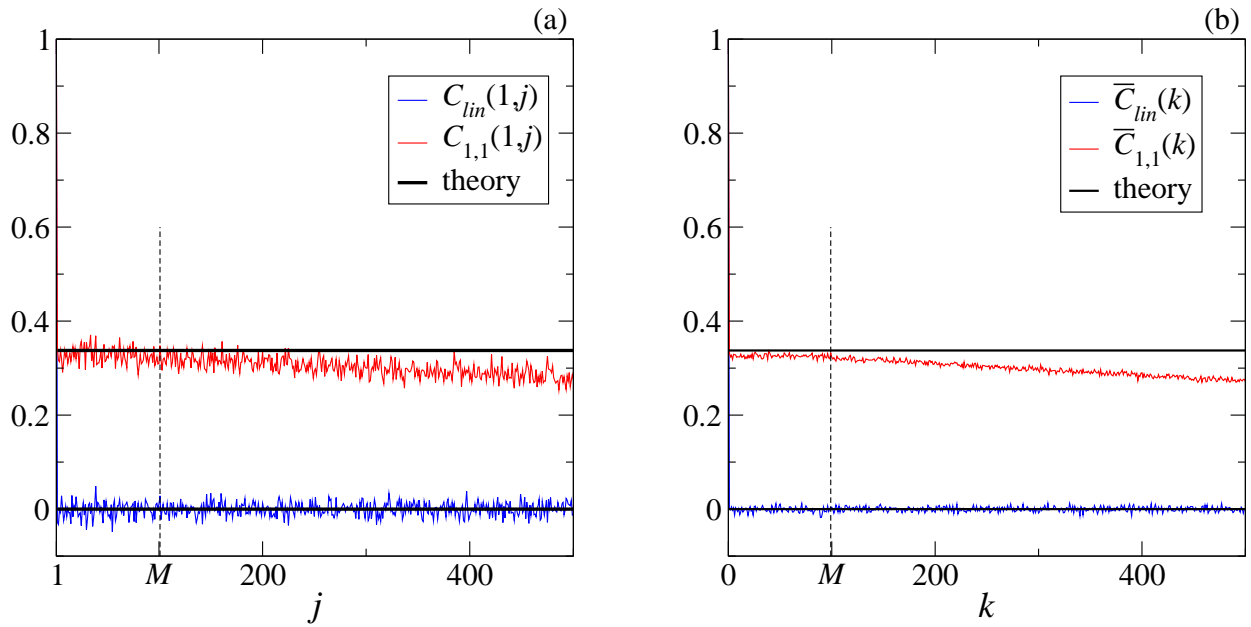 (a)
1
0.8
0.6
0.4
0.2
0
C_lin(1,j)
C_1,1(1,j)
theory
1 M 200 400
j
(b)
1
0.8
0.6
0.4
0.2
0
C̅_lin(k)
C̅_1,1(k)
theory
0 M 200 400
k